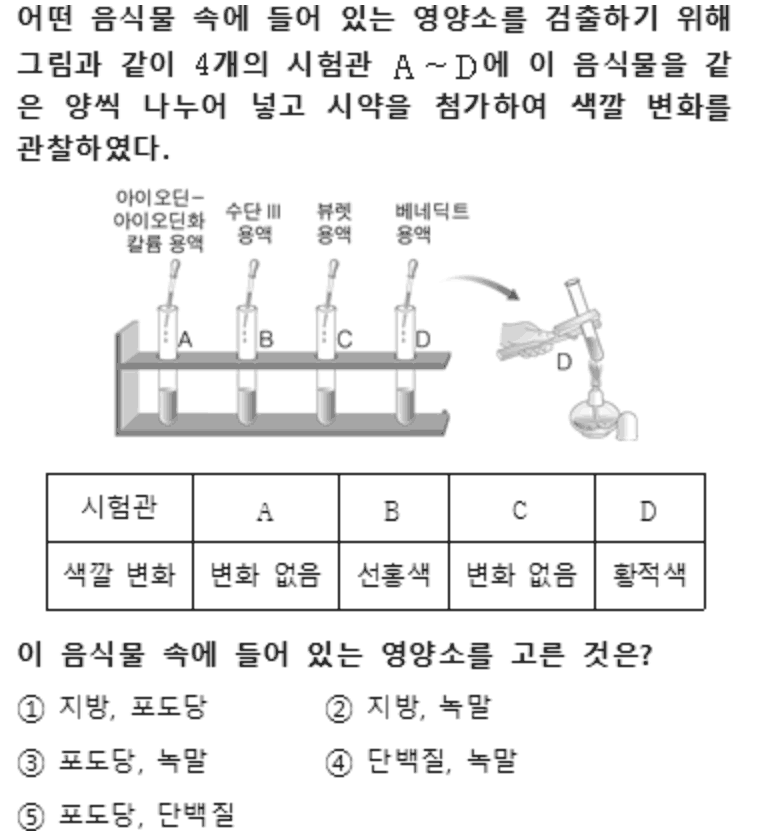 어떤 음식물 속에 들어 있는 영양소를 검출하기 위해
그림과 같이 4개의 시험관 A~D에 이 음식물을 같
은 양씩 나누어 넣고 시약을 첨가하여 색깔 변화를
관찰하였다.
아이오딘-
아이오딘화
칼륨 용액
수단 III
용액
뷰렛
용액
베네딕트
용액
A
B
C
D
D
시험관 A B C D
색깔 변화 변화 없음 선홍색 변화 없음 황적색
이 음식물 속에 들어 있는 영양소를 고른 것은?
① 지방, 포도당 ② 지방, 녹말
③ 포도당, 녹말 ④ 단백질, 녹말
⑤ 포도당, 단백질